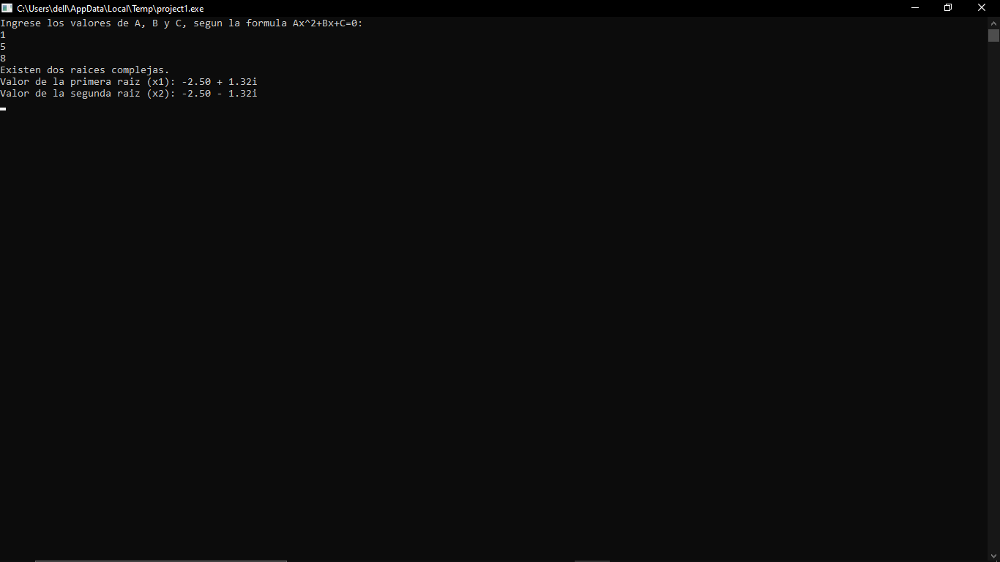 C:\Users\dell\AppData\Local\Temp\project1.exe
Ingrese los valores de A, B y C, segun la formula Ax^2+Bx+C=0:
1
5
8
Existen dos raices complejas.
Valor de la primera raiz (x1): -2.50 + 1.32i
Valor de la segunda raiz (x2): -2.50 - 1.32i